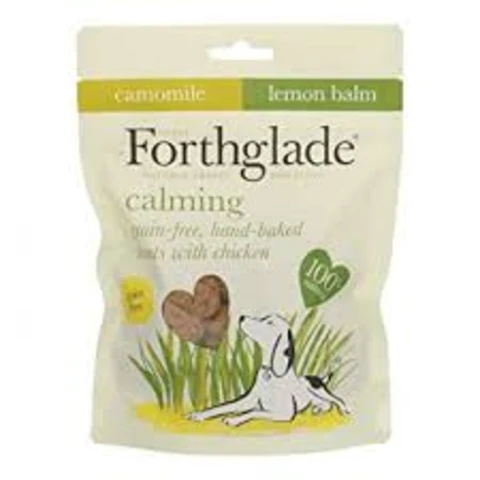 camomile
lemon balm
Forthglade
calming
grain-free, hand-baked
treats with chicken
100%